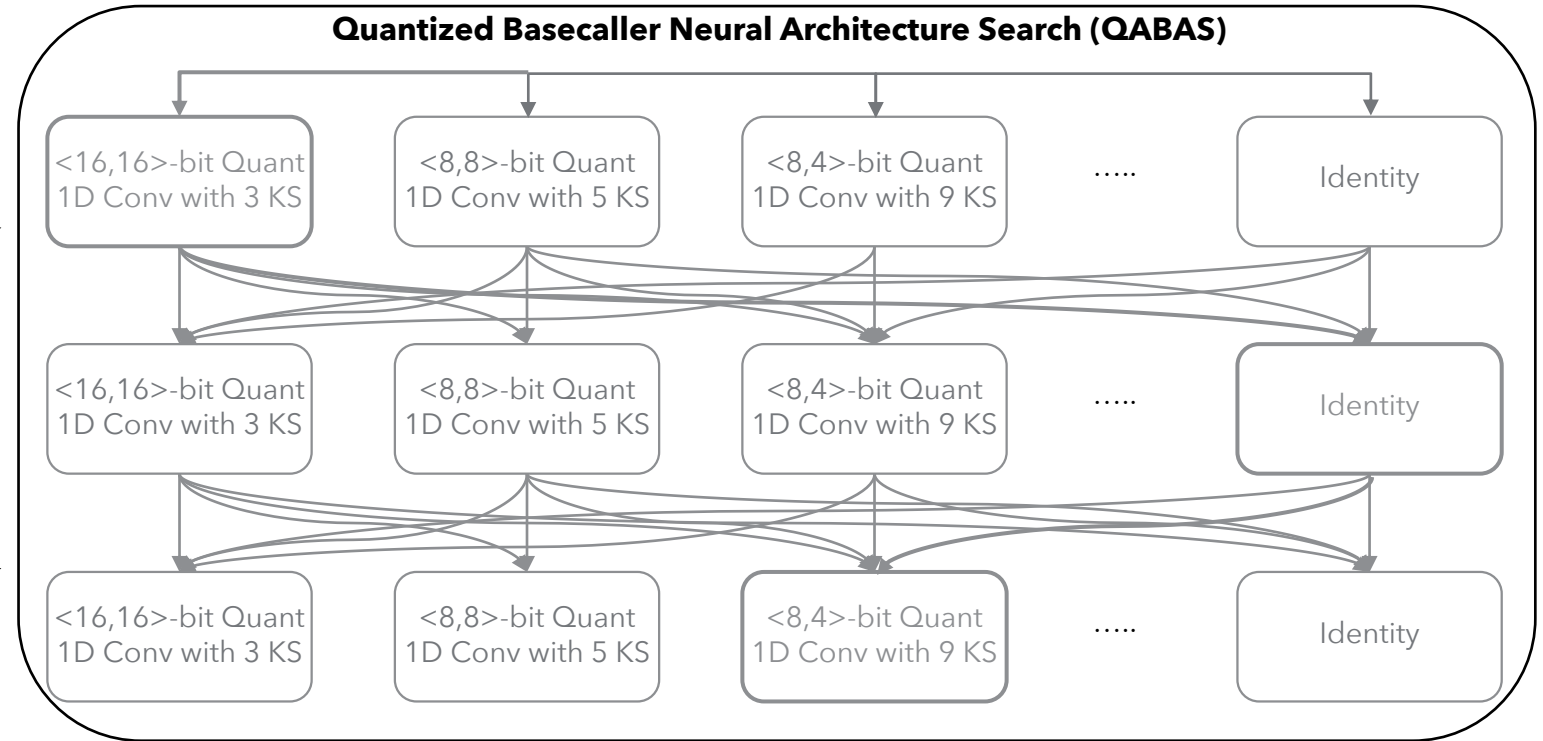 Quantized Basecaller Neural Architecture Search (QABAS)
<16,16>-bit Quant
1D Conv with 3 KS
<8,8>-bit Quant
1D Conv with 5 KS
<8,4>-bit Quant
1D Conv with 9 KS
.....
Identity
<16,16>-bit Quant
1D Conv with 3 KS
<8,8>-bit Quant
1D Conv with 5 KS
<8,4>-bit Quant
1D Conv with 9 KS
.....
Identity
<16,16>-bit Quant
1D Conv with 3 KS
<8,8>-bit Quant
1D Conv with 5 KS
<8,4>-bit Quant
1D Conv with 9 KS
.....
Identity